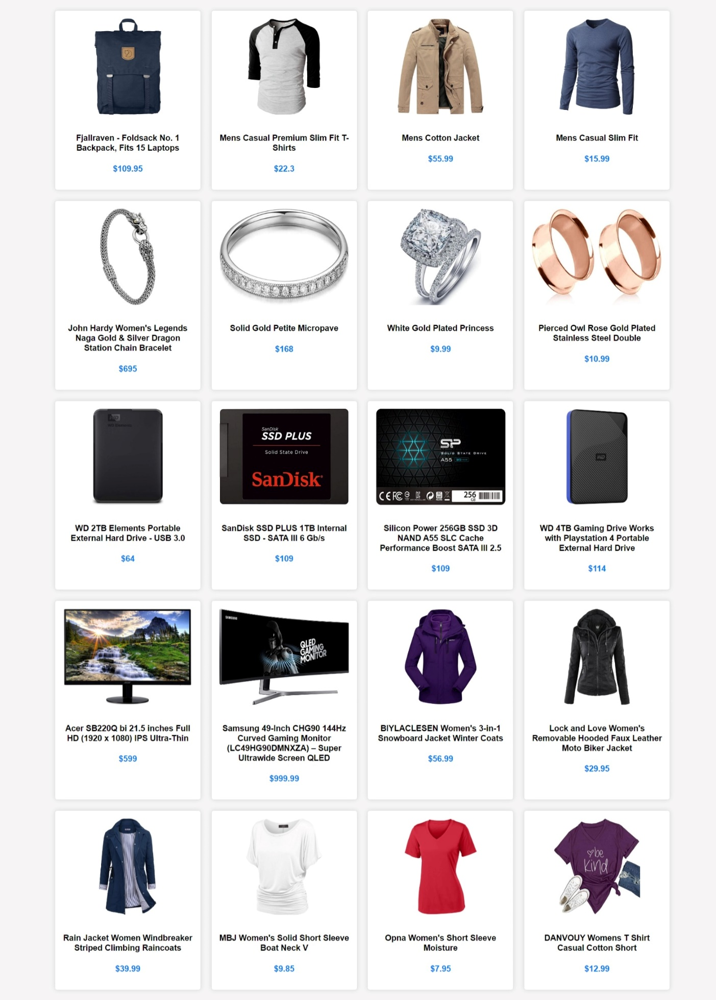 Fjallraven - Foldsack No. 1
Backpack, Fits 15 Laptops
$109.95
Mens Casual Premium Slim Fit T-
Shirts
$22.3
Mens Cotton Jacket
$55.99
Mens Casual Slim Fit
$15.99
John Hardy Women's Legends
Naga Gold & Silver Dragon
Station Chain Bracelet
$695
Solid Gold Petite Micropave
$168
White Gold Plated Princess
$9.99
Pierced Owl Rose Gold Plated
Stainless Steel Double
$10.99
WD
WD Elements
WD 2TB Elements Portable
External Hard Drive - USB 3.0
$64
SanDisk
SSD PLUS
Solid State Drive
SanDisk
SanDisk SSD PLUS 1TB Internal
SSD - SATA III 6 Gb/s
$109
SP
SOLID STATE DRIVE
A55
CE FC
256
GB
Silicon Power 256GB SSD 3D
NAND A55 SLC Cache
Performance Boost SATA III 2.5
$109
WD
WD 4TB Gaming Drive Works
with Playstation 4 Portable
External Hard Drive
$114
acer
Acer SB220Q bi 21.5 inches Full
HD (1920 x 1080) IPS Ultra-Thin
$599
SAMSUNG
QLED
GAMING
MONITOR
Samsung 49-Inch CHG90 144Hz
Curved Gaming Monitor
(LC49HG90DMNXZA) – Super
Ultrawide Screen QLED
$999.99
BIYLACLESEN Women's 3-in-1
Snowboard Jacket Winter Coats
$56.99
Lock and Love Women's
Removable Hooded Faux Leather
Moto Biker Jacket
$29.95
Rain Jacket Women Windbreaker
Striped Climbing Raincoats
$39.99
MBJ Women's Solid Short Sleeve
Boat Neck V
$9.85
Opna Women's Short Sleeve
Moisture
$7.95
be
kind
DANVOUY Womens T Shirt
Casual Cotton Short
$12.99